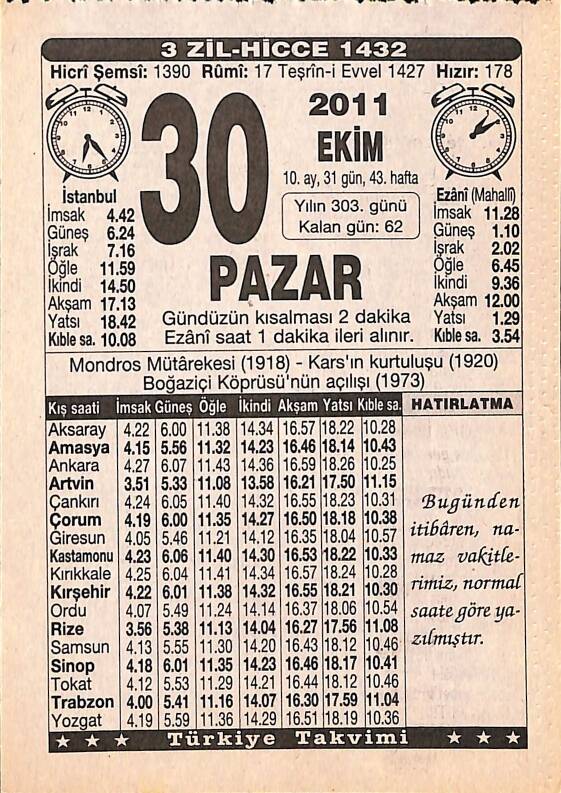 3 ZİL-HİCCE 1432
Hicrî Şemsî: 1390 Rûmî: 17 Teşrîn-i Evvel 1427 Hızır: 178
30
2011
EKİM
10. ay, 31 gün, 43. hafta
Yılın 303. günü
Kalan gün: 62
PAZAR
Gündüzün kısalması 2 dakika
Ezânî saat 1 dakika ileri alınır.
İstanbul
İmsak 4.42
Güneş 6.24
İşrak 7.16
Öğle 11.59
İkindi 14.50
Akşam 17.13
Yatsı 18.42
Kıble sa. 10.08
Ezânî (Mahallî)
İmsak 11.28
Güneş 1.10
İşrak 2.02
Öğle 6.45
İkindi 9.36
Akşam 12.00
Yatsı 1.29
Kıble sa. 3.54
Mondros Mütârekesi (1918) - Kars'ın kurtuluşu (1920)
Boğaziçi Köprüsü'nün açılışı (1973)
Kış saati İmsak Güneş Öğle İkindi Akşam Yatsı Kıble sa.
Aksaray 4.22 6.00 11.38 14.34 16.57 18.22 10.28
Amasya 4.15 5.56 11.32 14.23 16.46 18.14 10.43
Ankara 4.27 6.07 11.43 14.36 16.59 18.26 10.25
Artvin 3.51 5.33 11.08 13.58 16.21 17.50 11.15
Çankırı 4.24 6.05 11.40 14.32 16.55 18.23 10.31
Çorum 4.19 6.00 11.35 14.27 16.50 18.18 10.38
Giresun 4.05 5.46 11.21 14.12 16.35 18.04 10.57
Kastamonu 4.23 6.06 11.40 14.30 16.53 18.22 10.33
Kırıkkale 4.25 6.04 11.41 14.34 16.57 18.24 10.28
Kırşehir 4.22 6.01 11.38 14.32 16.55 18.21 10.30
Ordu 4.07 5.49 11.24 14.14 16.37 18.06 10.54
Rize 3.56 5.38 11.13 14.04 16.27 17.56 11.08
Samsun 4.13 5.55 11.30 14.20 16.43 18.12 10.46
Sinop 4.18 6.01 11.35 14.23 16.46 18.17 10.41
Tokat 4.12 5.53 11.29 14.21 16.44 18.12 10.46
Trabzon 4.00 5.41 11.16 14.07 16.30 17.59 11.04
Yozgat 4.19 5.59 11.36 14.29 16.51 18.19 10.36
HATIRLATMA
Bugünden
itibâren, na-
maz vakitle-
rimiz, normal
saate göre ya-
zılmıştır.
Türkiye Takvimi